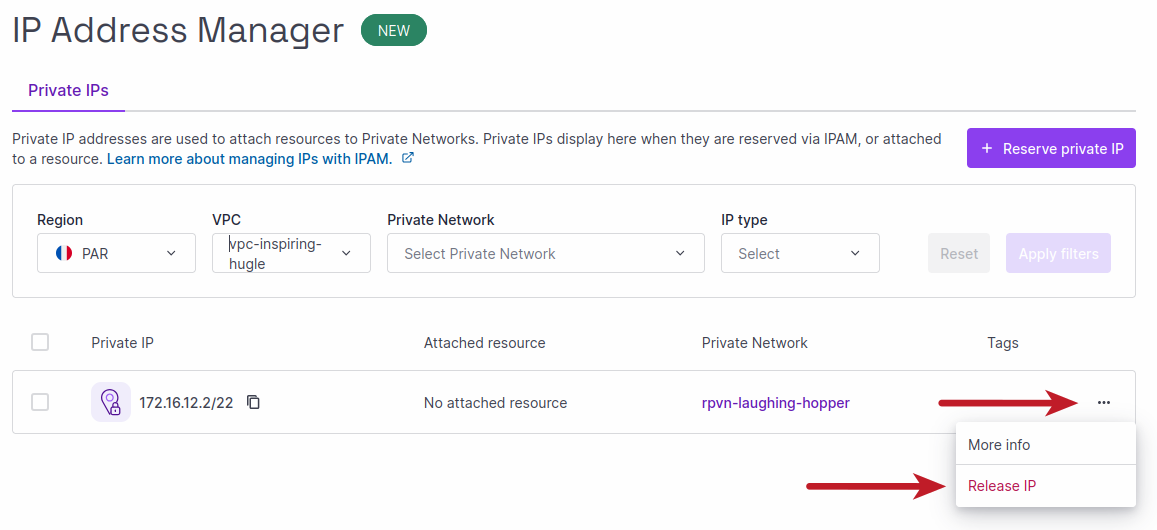 IP Address Manager NEW
Private IPs
Private IP addresses are used to attach resources to Private Networks. Private IPs display here when they are reserved via IPAM, or attached
to a resource. Learn more about managing IPs with IPAM.
+ Reserve private IP
Region VPC Private Network IP type
PAR vpc-inspiring-
hugle Select Private Network Select Reset Apply filters
Private IP Attached resource Private Network Tags
172.16.12.2/22 No attached resource rpvn-laughing-hopper ...
More info
Release IP